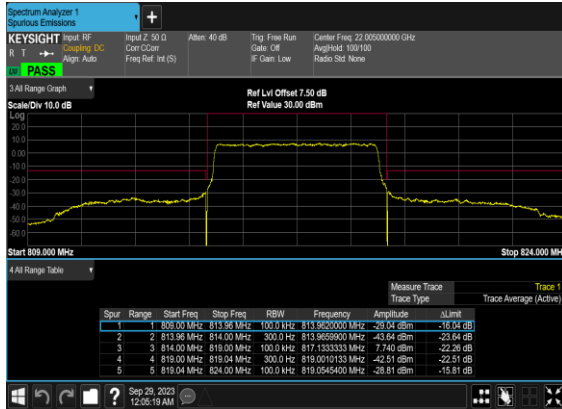 Spectrum Analyzer 1
Spurious Emissions
+
KEYSIGHT Input: RF Input Z: 50 Ω Atten: 40 dB Trig: Free Run Center Freq: 22.005000000 GHz
R T Coupling: DC Corr CCorr Gate: Off Avg|Hold: 100/100
Align: Auto Freq Ref: Int (S) IF Gain: Low Radio Std: None
PASS
3 All Range Graph
Ref Lvl Offset 7.50 dB
Scale/Div 10.0 dB Ref Value 30.00 dBm
Log
20.0
10.0
0.00
-10.0
-20.0
-30.0
-40.0
-50.0
-60.0
Start 809.000 MHz Stop 824.000 MHz
4 All Range Table
Measure Trace Trace 1
Trace Type Trace Average (Active)
Spur Range Start Freq Stop Freq RBW Frequency Amplitude ΔLimit
1 1 809.00 MHz 813.96 MHz 100.0 kHz 813.9620000 MHz -29.04 dBm -16.04 dB
2 2 813.96 MHz 814.00 MHz 300.0 Hz 813.9659900 MHz -43.64 dBm -23.64 dB
3 3 814.00 MHz 819.00 MHz 100.0 kHz 817.1333333 MHz 7.740 dBm -22.26 dB
4 4 819.00 MHz 819.04 MHz 300.0 Hz 819.0010133 MHz -42.51 dBm -22.51 dB
5 5 819.04 MHz 824.00 MHz 100.0 kHz 819.0545400 MHz -28.81 dBm -15.81 dB
? Sep 29, 2023
12:05:19 AM